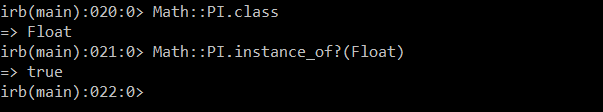 irb(main):020:0> Math::PI.class
=> Float
irb(main):021:0> Math::PI.instance_of?(Float)
=> true
irb(main):022:0>